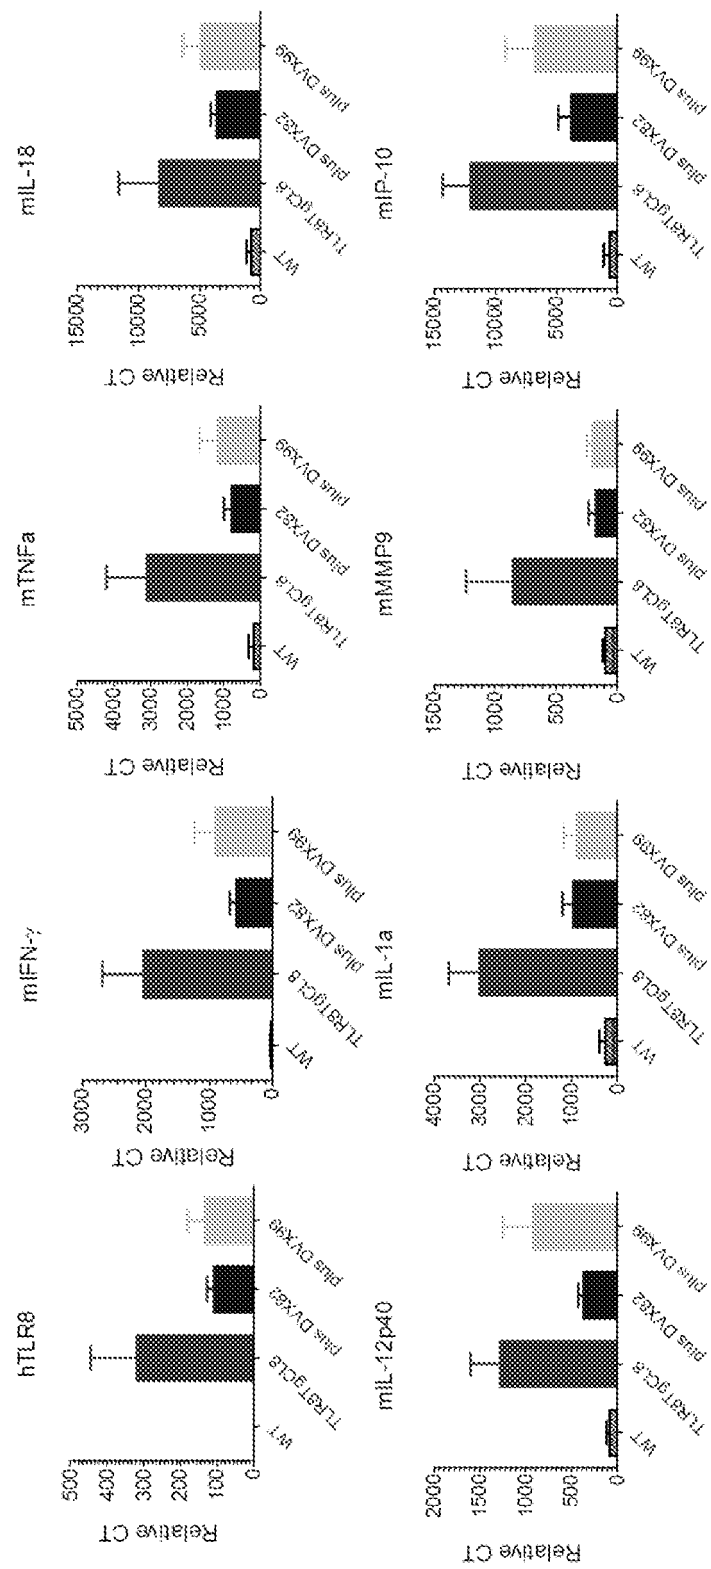 hTLR8
Relative CT
500
400
300
200
100
0
WT
TLR8TgCL8
plus DVX82
plus DVX99
mIFN-γ
Relative CT
3000
2000
1000
0
WT
TLR8TgCL8
plus DVX82
plus DVX99
mTNFa
Relative CT
5000
4000
3000
2000
1000
0
WT
TLR8TgCL8
plus DVX82
plus DVX99
mIL-18
Relative CT
15000
10000
5000
0
WT
TLR8TgCL8
plus DVX82
plus DVX99
mIL-12p40
Relative CT
2000
1500
1000
500
0
WT
TLR8TgCL8
plus DVX82
plus DVX99
mIL-1a
Relative CT
4000
3000
2000
1000
0
WT
TLR8TgCL8
plus DVX82
plus DVX99
mMMP9
Relative CT
1500
1000
500
0
WT
TLR8TgCL8
plus DVX82
plus DVX99
mIP-10
Relative CT
15000
10000
5000
0
WT
TLR8TgCL8
plus DVX82
plus DVX99